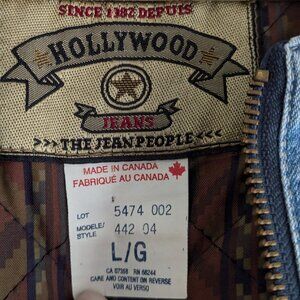 SINCE 1982 DEPUIS
HOLLYWOOD
JEANS
>>>THE JEAN PEOPLE<<<
MADE IN CANADA
FABRIQUÉ AU CANADA
LOT 5474 002
MODELE/
STYLE 442 04
L/G
CA 07358 RN 66244
CARE AND CONTENT ON REVERSE
VOIR AU VERSO